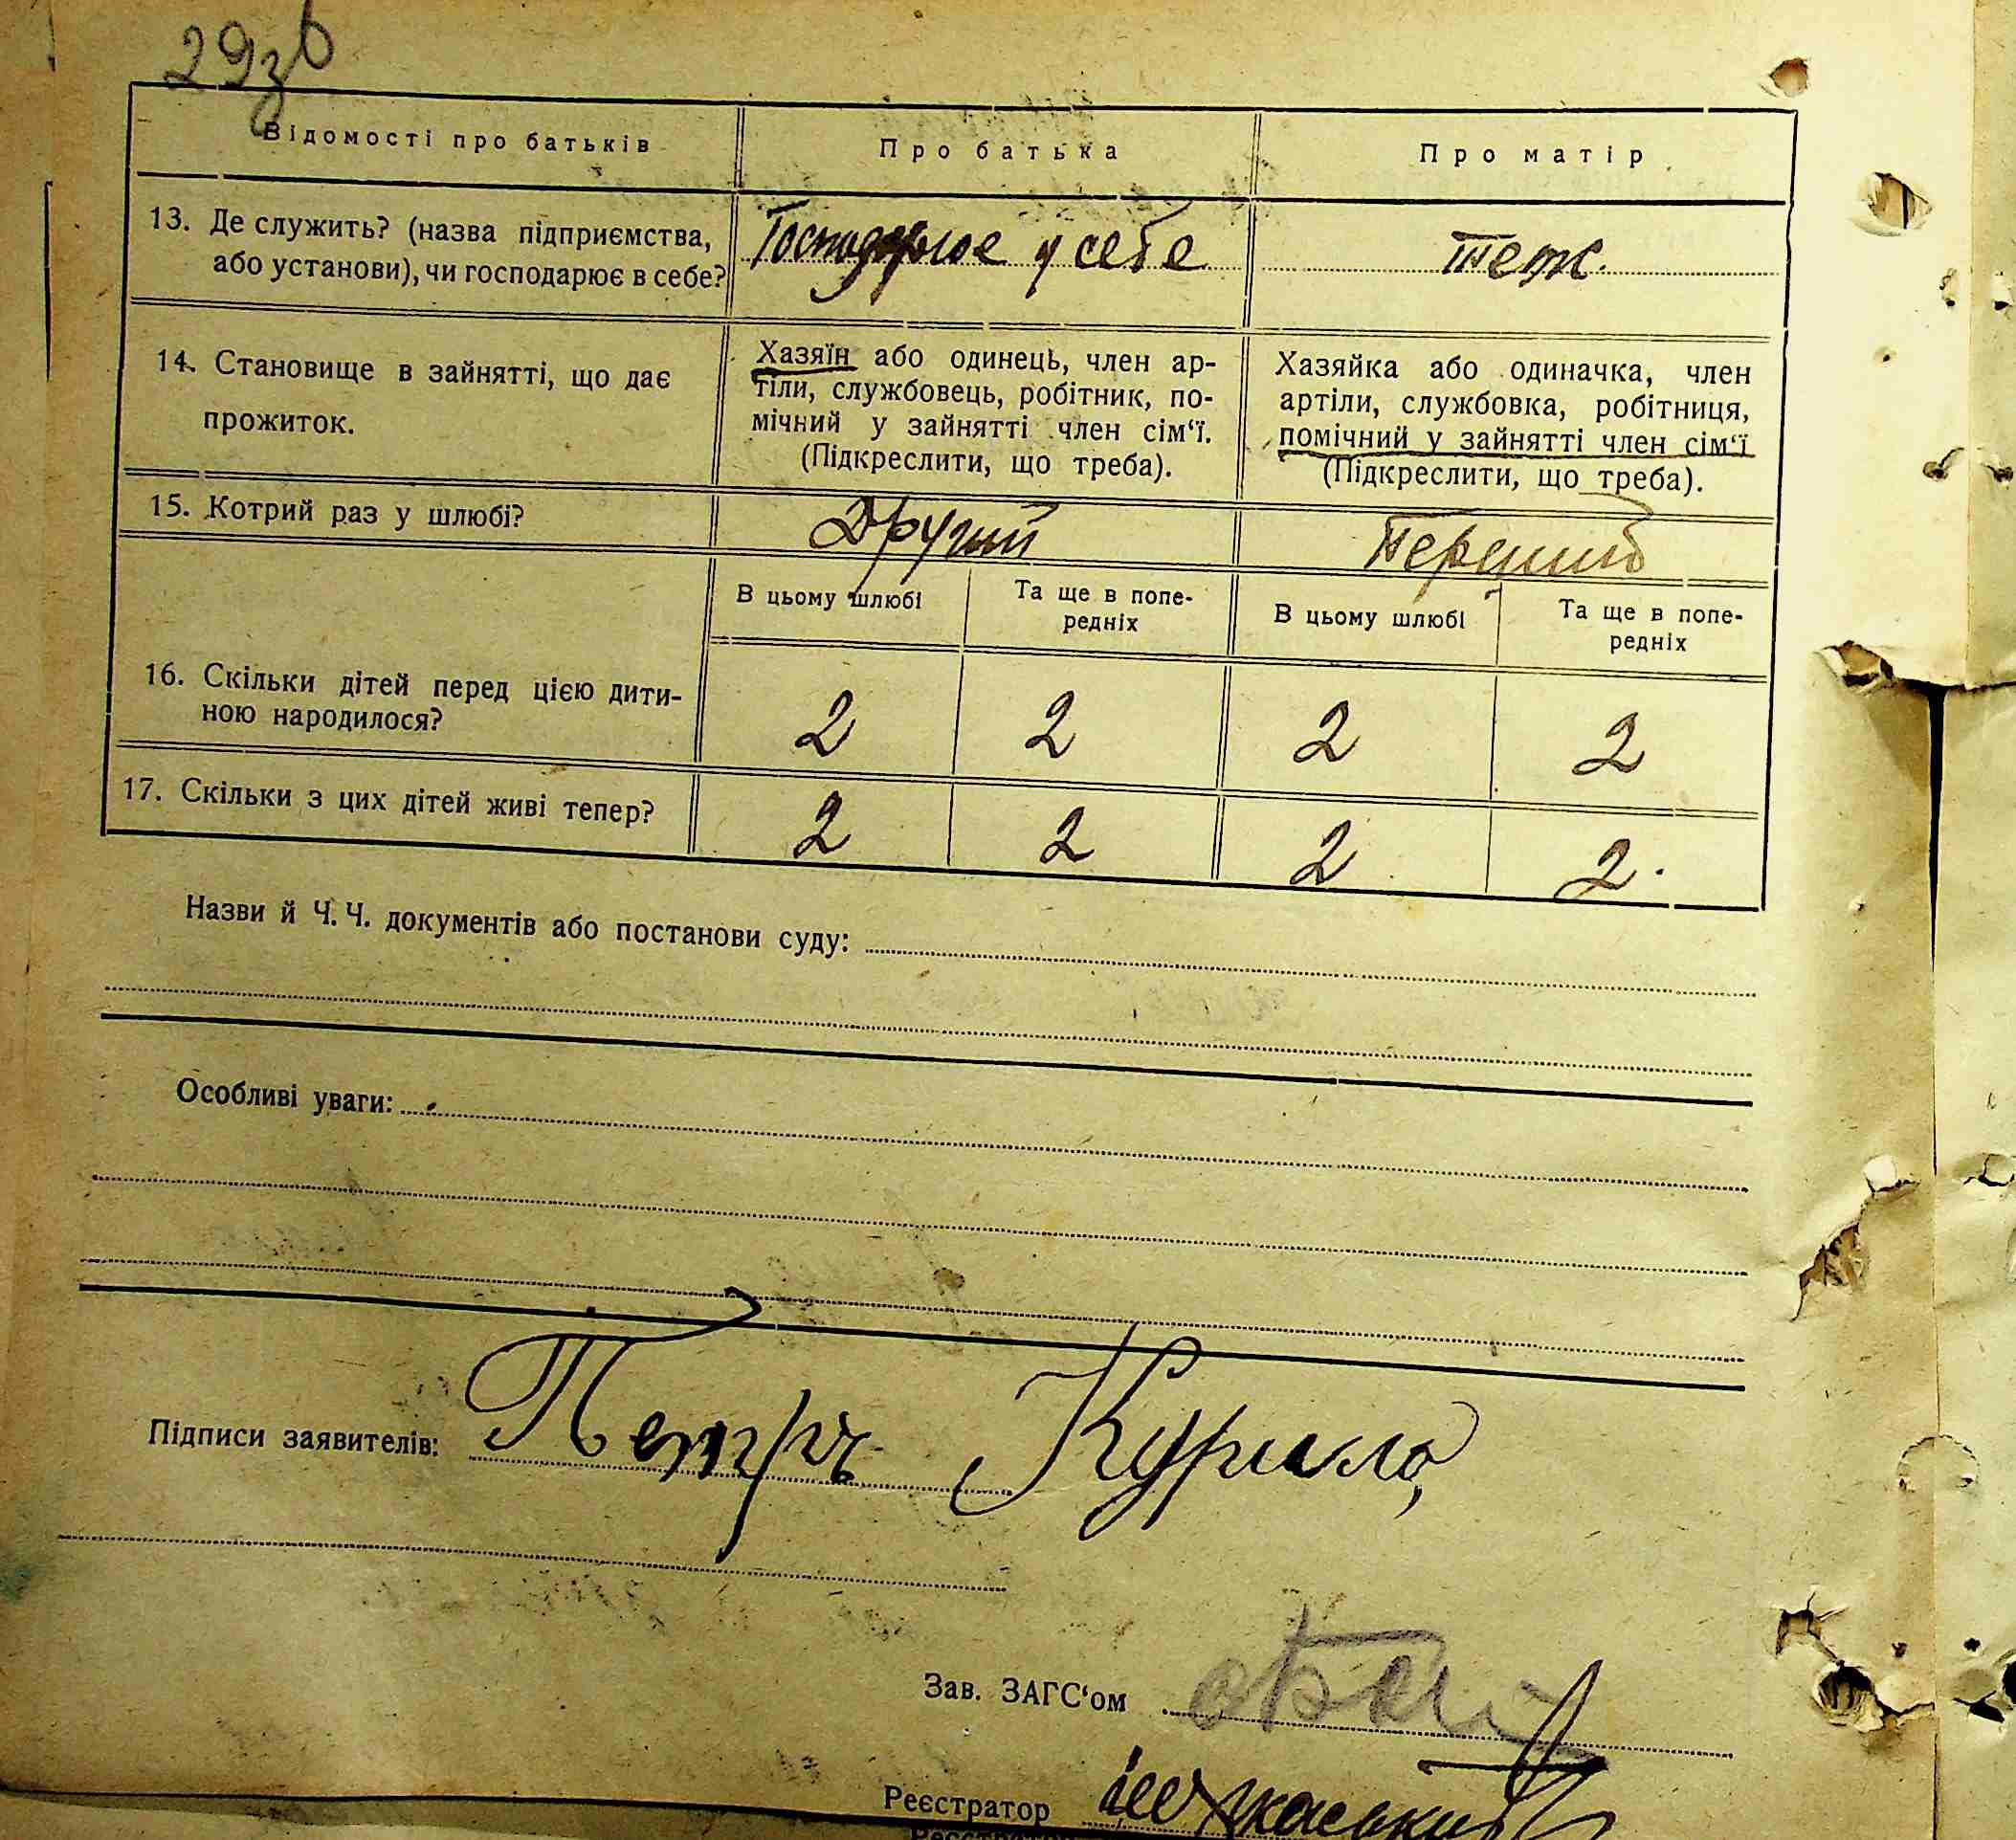 29зв
Відомості про батьків Про батька Про матір
13. Де служить? (назва підприємства, Господарює у себе теж.
або установи), чи господарює в себе?
14. Становище в зайнятті, що дає
прожиток.
Хазяїн або одинець, член ар-
тіли, службовець, робітник, по-
мічний у зайнятті член сім‘ї.
(Підкреслити, що треба).
Хазяйка або одиначка, член
артіли, службовка, робітниця,
помічний у зайнятті член сім‘ї
(Підкреслити, що треба).
15. Котрий раз у шлюбі? Другий Перший
В цьому шлюбі Та ще в попе-
редніх
В цьому шлюбі Та ще в попе-
редніх
16. Скільки дітей перед цією дити-
ною народилося? 2 2 2 2
17. Скільки з цих дітей живі тепер? 2 2 2 2.
Назви й Ч. Ч. документів або постанови суду:
Особливі уваги:
Підписи заявителів: Петръ Курило
Зав. ЗАГС‘ом
Реєстратор